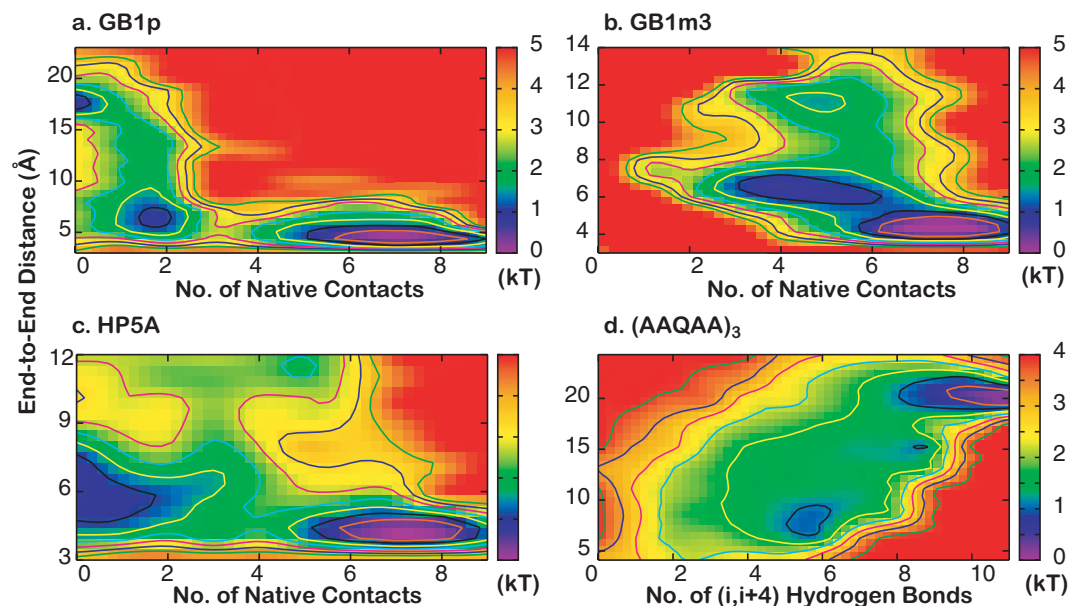 a. GB1p
b. GB1m3
End-to-End Distance (Å)
20
15
10
5
0 2 4 6 8
No. of Native Contacts
5
4
3
2
1
0
(kT)
14
12
10
8
6
4
0 2 4 6 8
No. of Native Contacts
5
4
3
2
1
0
(kT)
c. HP5A
d. (AAQAA)3
12
9
6
3
0 2 4 6 8
No. of Native Contacts
(kT)
20
15
10
5
0 2 4 6 8 10
No. of (i,i+4) Hydrogen Bonds
4
3
2
1
0
(kT)